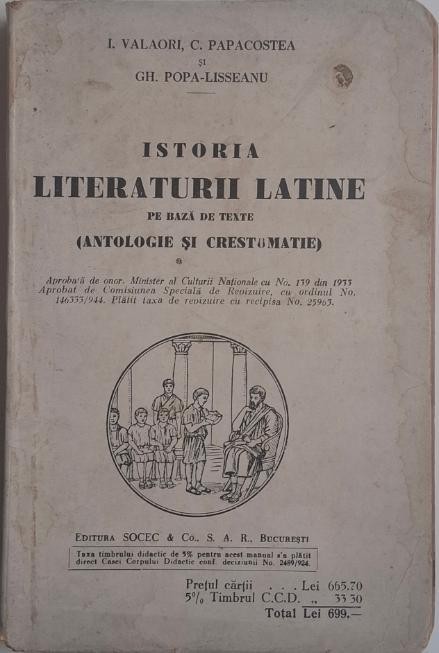 I. VALAORI, C. PAPACOSTEA
ȘI
GH. POPA-LISSEANU
ISTORIA
LITERATURII LATINE
PE BAZĂ DE TEXTE
(ANTOLOGIE ȘI CRESTOMATIE)
Aprobată de onor. Minister al Culturii Naționale cu No. 139 din 1933
Aprobat de Comisiunea Specială de Revizuire, cu ordinul No.
146333/944. Plătit taxa de revizuire cu recipisa No. 25963.
EDITURA SOCEC & Co., S. A. R., BUCUREȘTI
Taxa timbrului didactic de 5% pentru acest manual s'a plătit
direct Casei Corpului Didactic conf. deciziunii No. 2489/924.
Prețul cărții . . . Lei 665.70
5% Timbrul C.C.D. „ 33.30
Total Lei 699.—